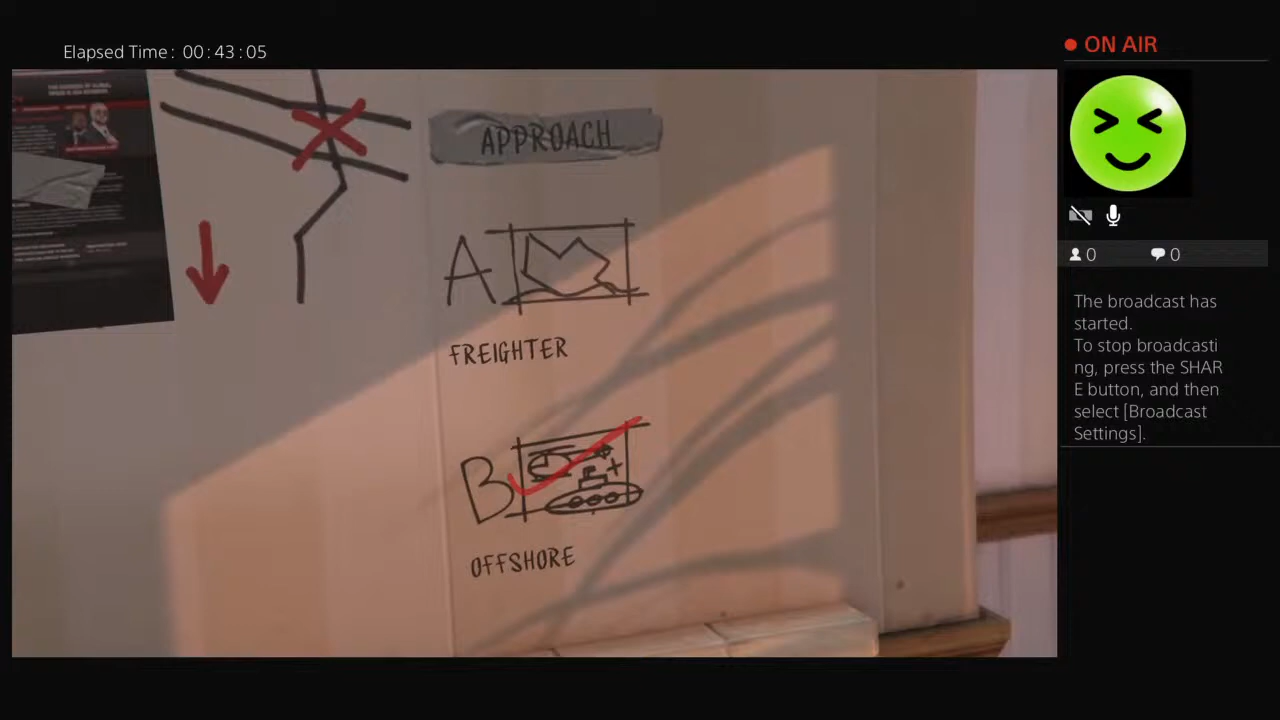 Elapsed Time: 00:43:05
ON AIR
APPROACH
A
FREIGHTER
B
OFFSHORE
0
0
The broadcast has
started.
To stop broadcasti
ng, press the SHAR
E button, and then
select [Broadcast
Settings].